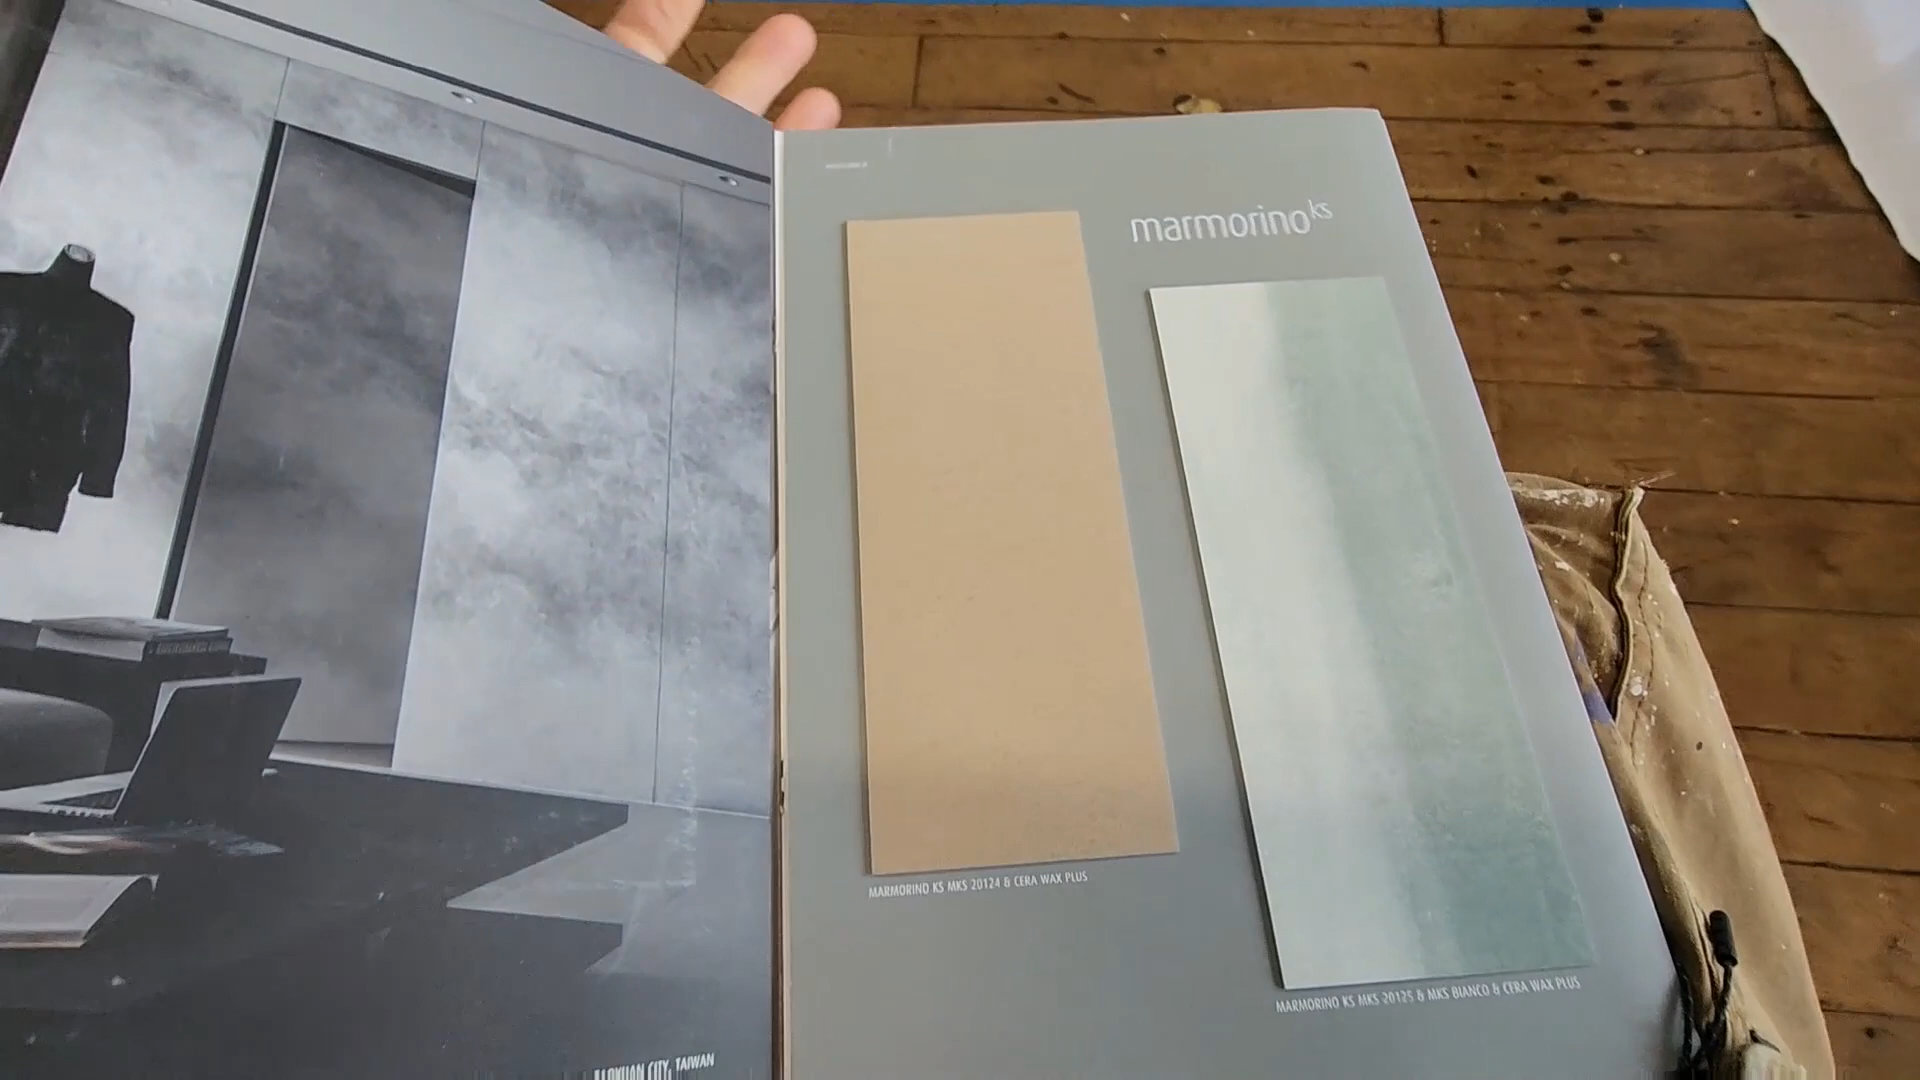 CITY, TAIWAN
marmorino ks
MARMORINO KS MKS 20124 & CERA WAX PLUS
MARMORINO KS MKS 20125 & MKS BIANCO & CERA WAX PLUS